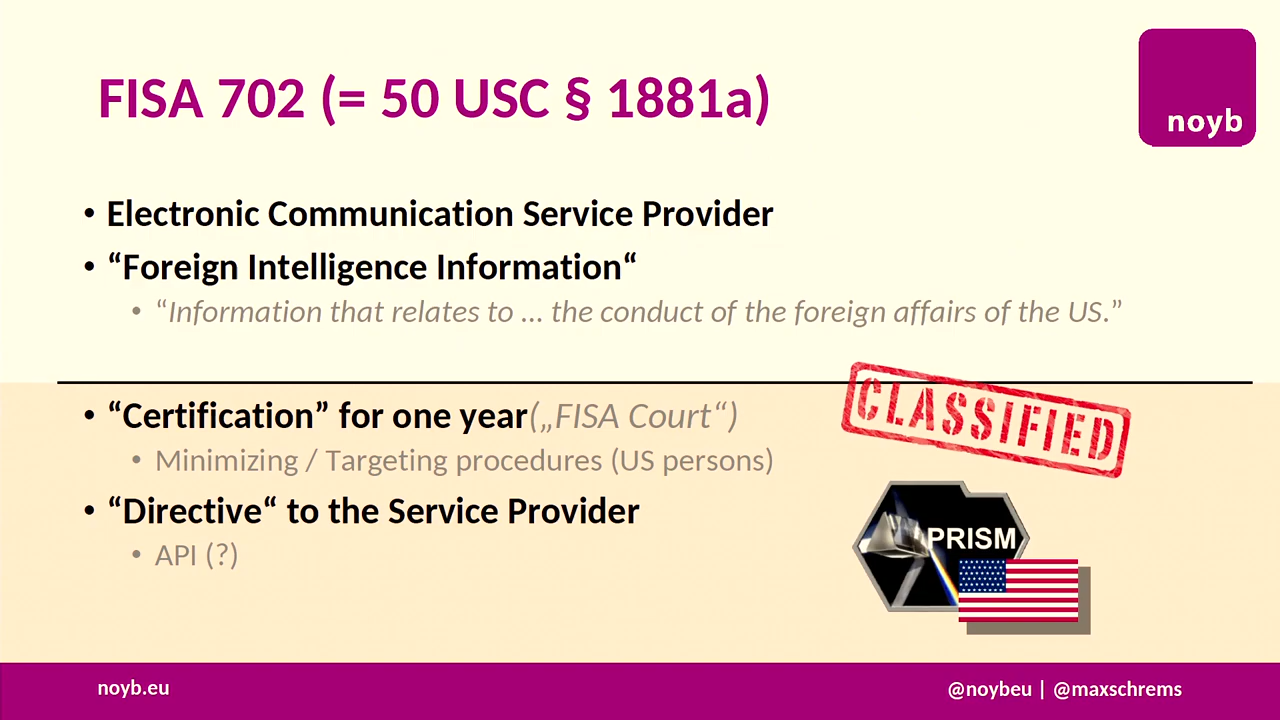 FISA 702 (= 50 USC § 1881a)
noyb
• Electronic Communication Service Provider
• “Foreign Intelligence Information“
• “Information that relates to ... the conduct of the foreign affairs of the US.”
• “Certification” for one year(„FISA Court“)
CLASSIFIED
• Minimizing / Targeting procedures (US persons)
• “Directive“ to the Service Provider
PRISM
• API (?)
noyb.eu
@noybeu | @maxschrems